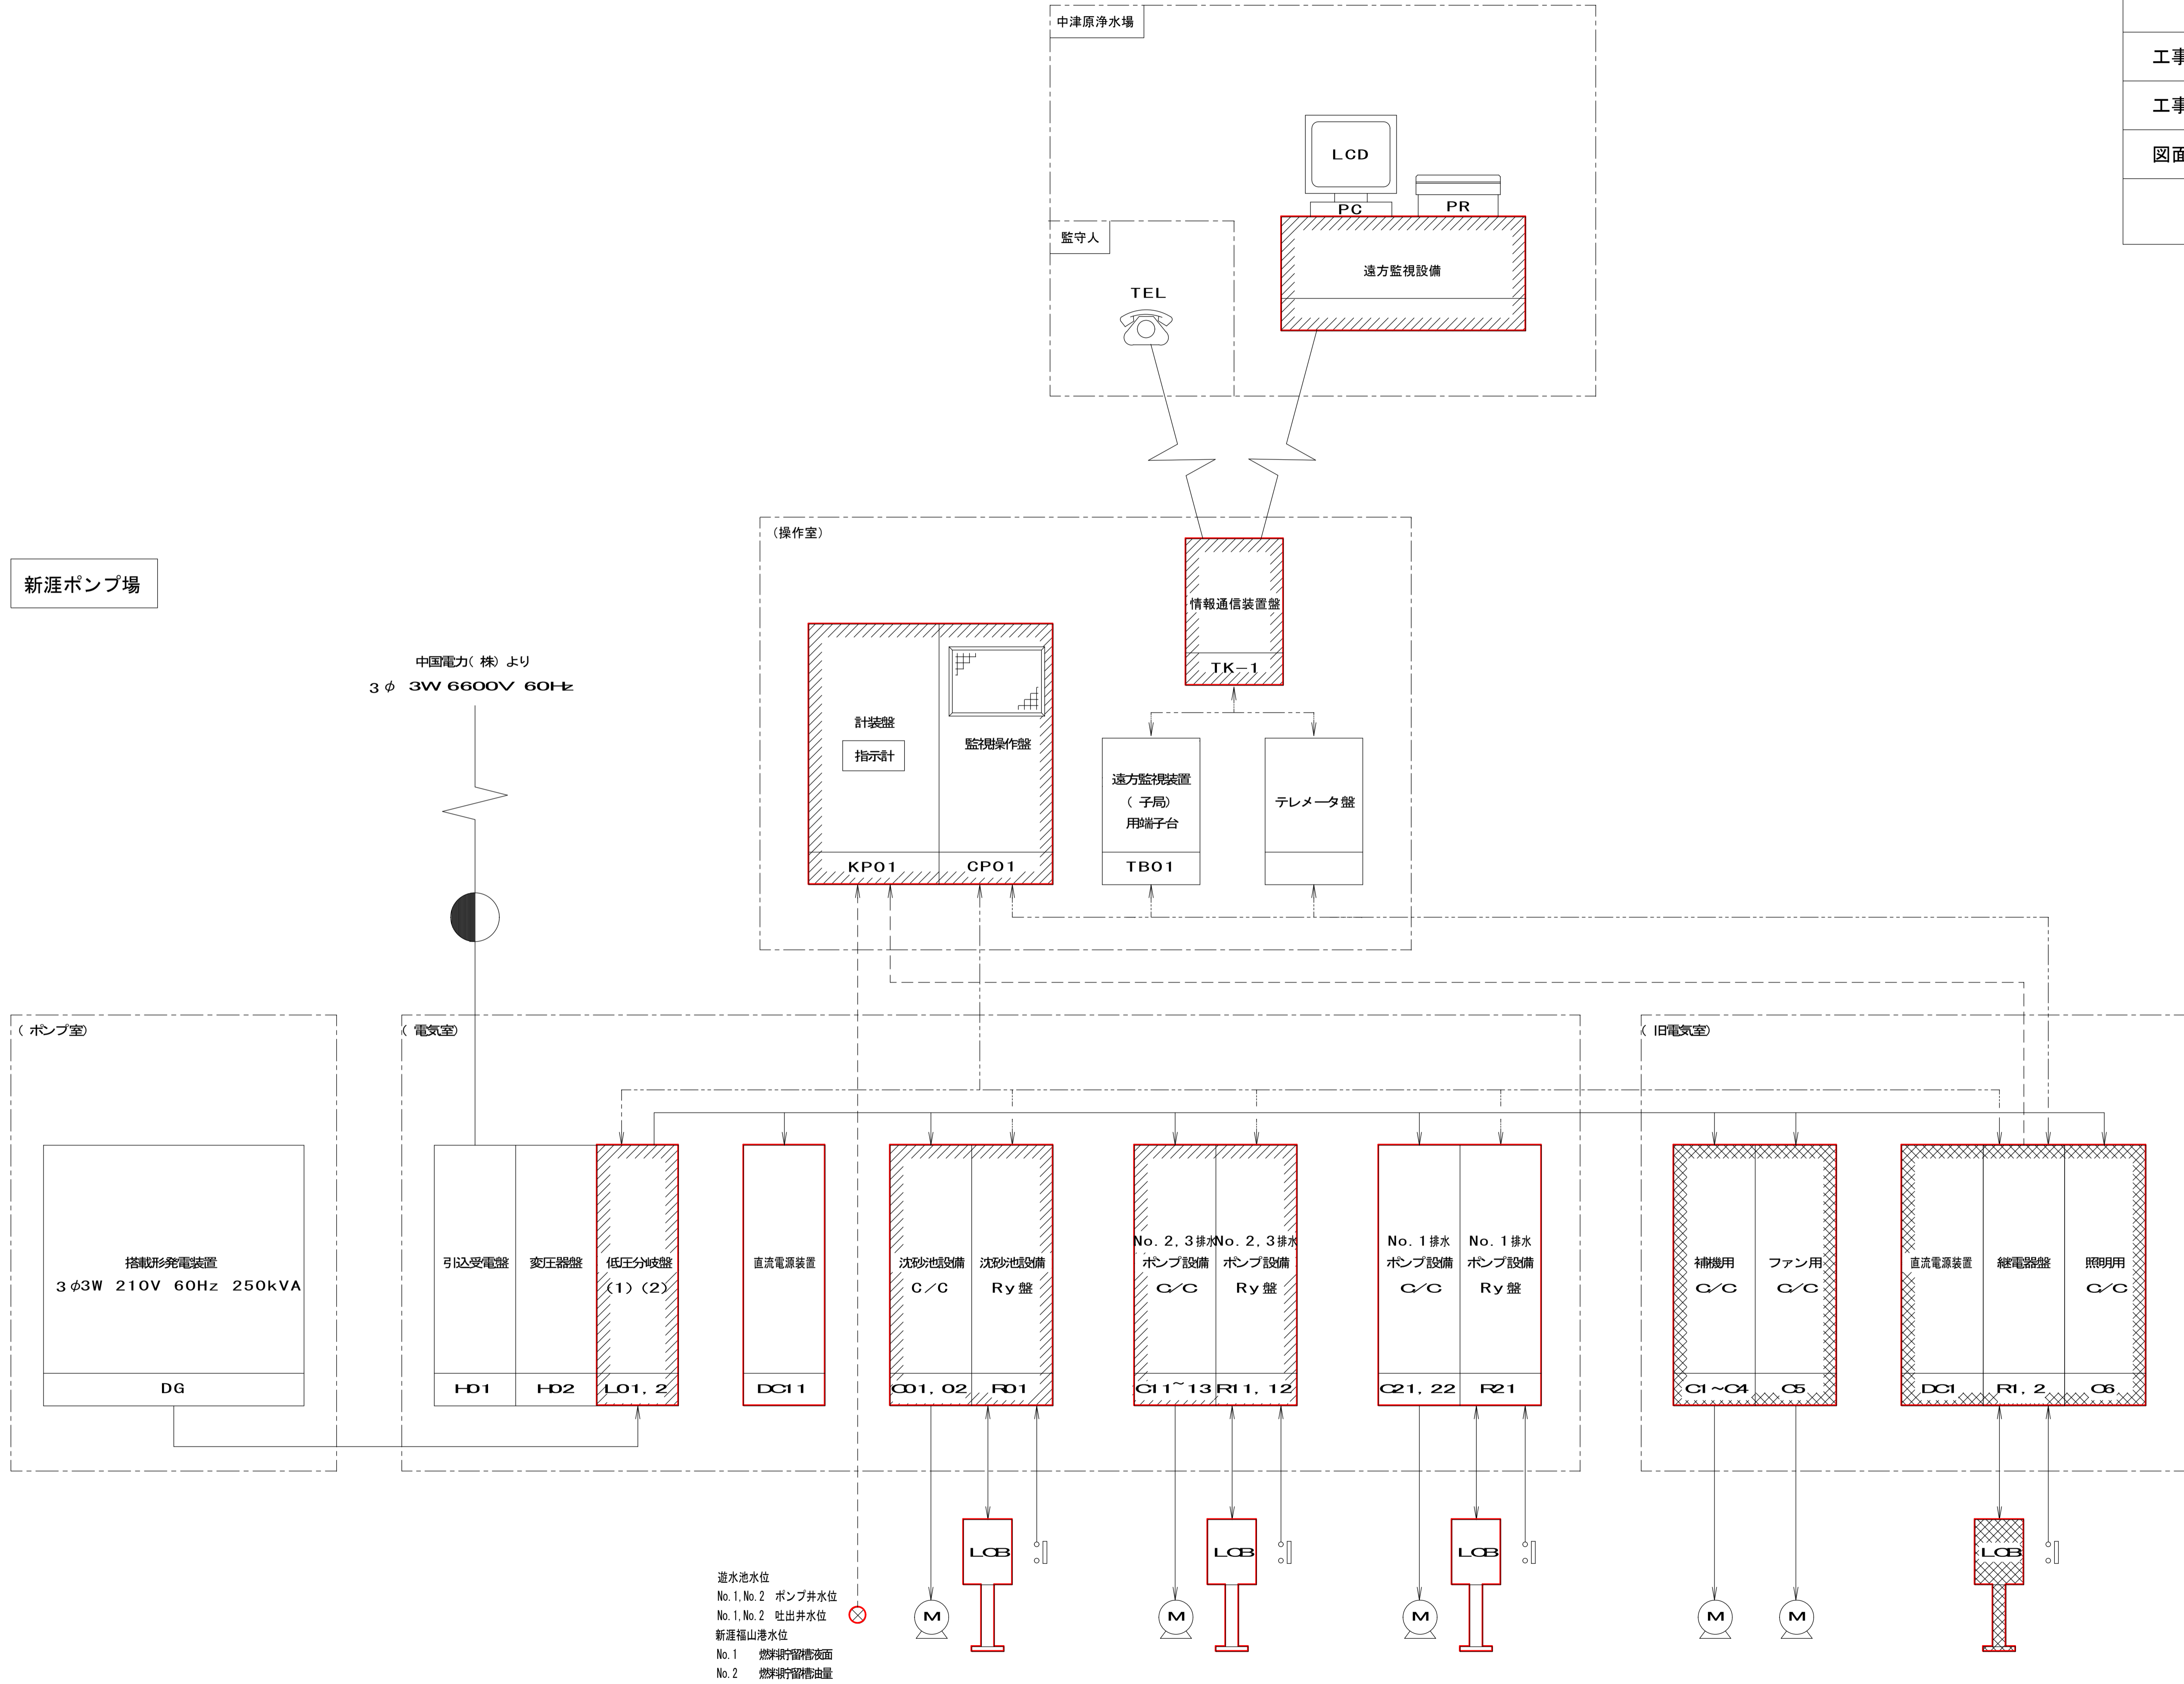 中津原浄水場
工事
工事
図面
LCD
PC
PR
監守人
遠方監視設備
TEL
(操作室)
新涯ポンプ場
情報通信装置盤
TK-1
中国電力(株)より
3φ 3W 6600V 60Hz
計装盤
指示計
監視操作盤
KP01
CP01
遠方監視装置
(子局)
用端子台
TB01
テレメータ盤
(ポンプ室)
(電気室)
(旧電気室)
搭載形発電装置
3φ3W 210V 60Hz 250kVA
DG
引込受電盤
H01
変圧器盤
H02
低圧分岐盤
(1)(2)
L01,2
直流電源装置
DC11
沈砂池設備
C/C
C01,02
沈砂池設備
Ry盤
R01
No.2,3排水
ポンプ設備
C/C
C11~13
No.2,3排水
ポンプ設備
Ry盤
R11,12
No.1排水
ポンプ設備
C/C
C21,22
No.1排水
ポンプ設備
Ry盤
R21
補機用
C/C
C1~C4
ファン用
C/C
C5
直流電源装置
DC1
継電器盤
R1,2
照明用
C/C
C6
LCB
LCB
LCB
LCB
M
M
M
M
M
遊水池水位
No.1,No.2 ポンプ井水位
No.1,No.2 吐出井水位
新涯福山港水位
No.1 燃料貯留槽液面
No.2 燃料貯留槽油量